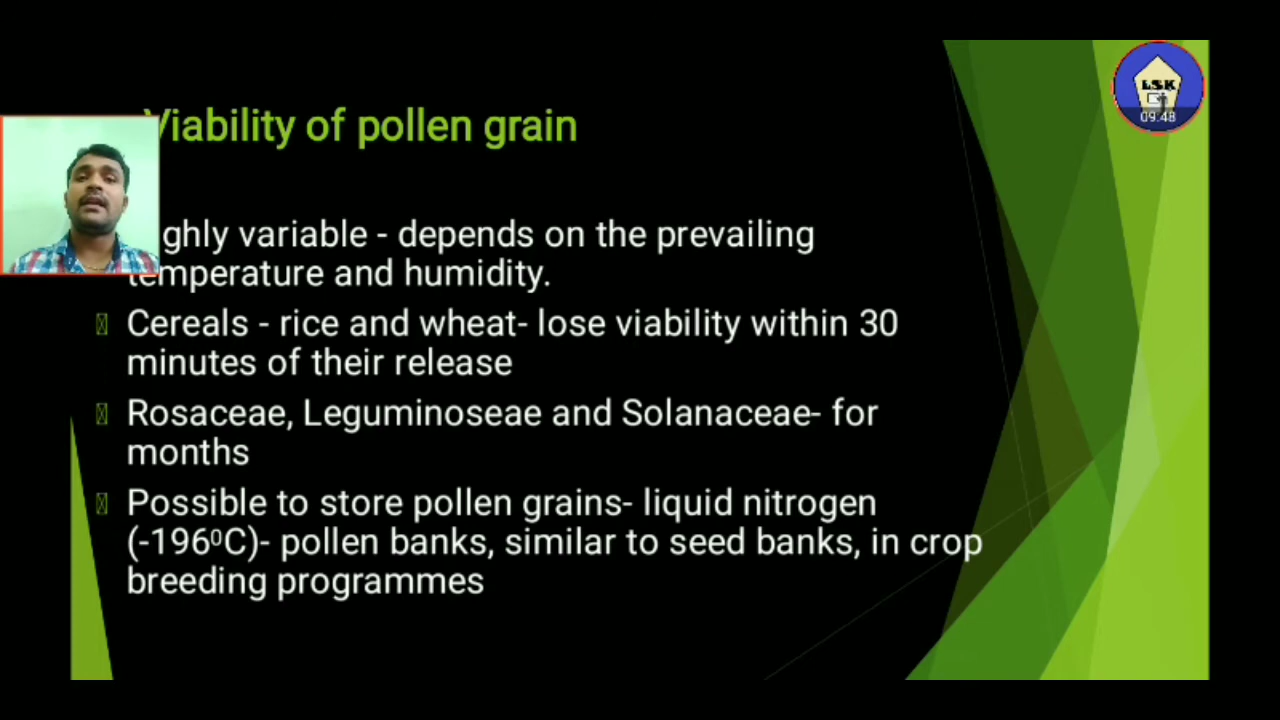 Viability of pollen grain
LSK
09:48
ghly variable - depends on the prevailing
temperature and humidity.
Cereals - rice and wheat- lose viability within 30
minutes of their release
Rosaceae, Leguminoseae and Solanaceae- for
months
Possible to store pollen grains- liquid nitrogen
(-196⁰C)- pollen banks, similar to seed banks, in crop
breeding programmes